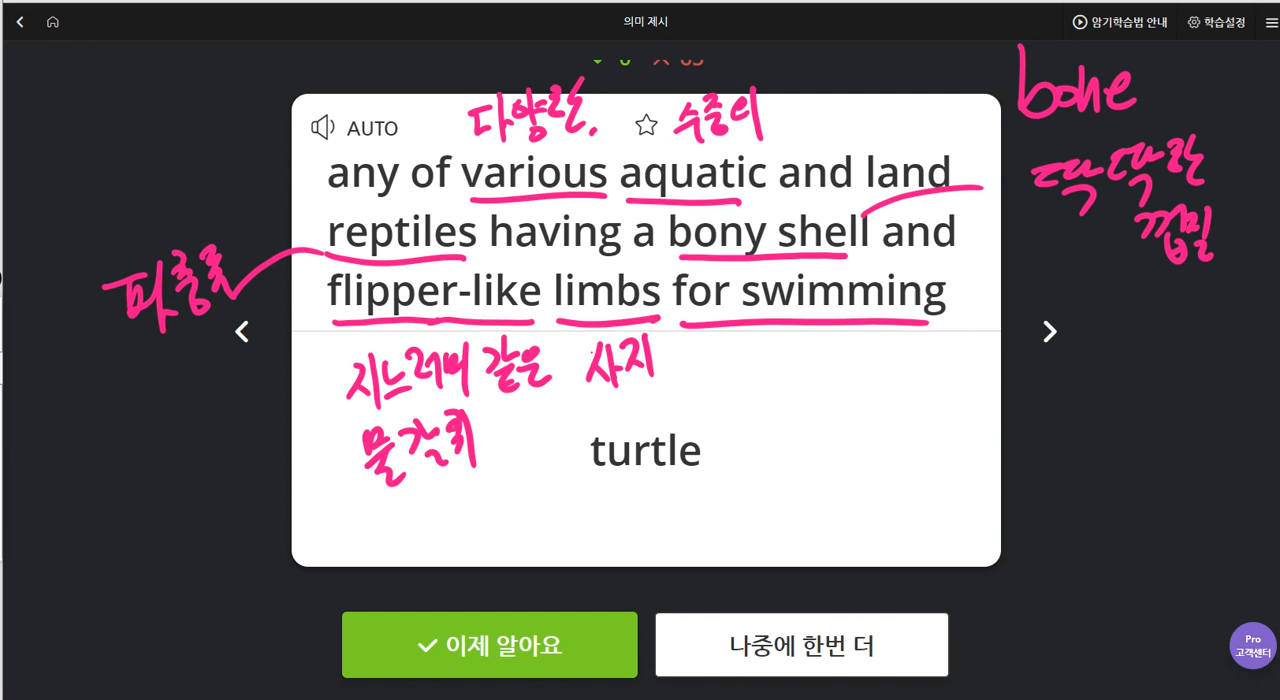 의미 제시
암기학습법 안내
학습설정
bone
다양한.
수중의
AUTO
any of various aquatic and land
reptiles having a bony shell and
flipper-like limbs for swimming
딱딱한
껍질
파충류
지느러미 같은 사지
물갈퀴
turtle
이제 알아요
나중에 한번 더
Pro
고객센터